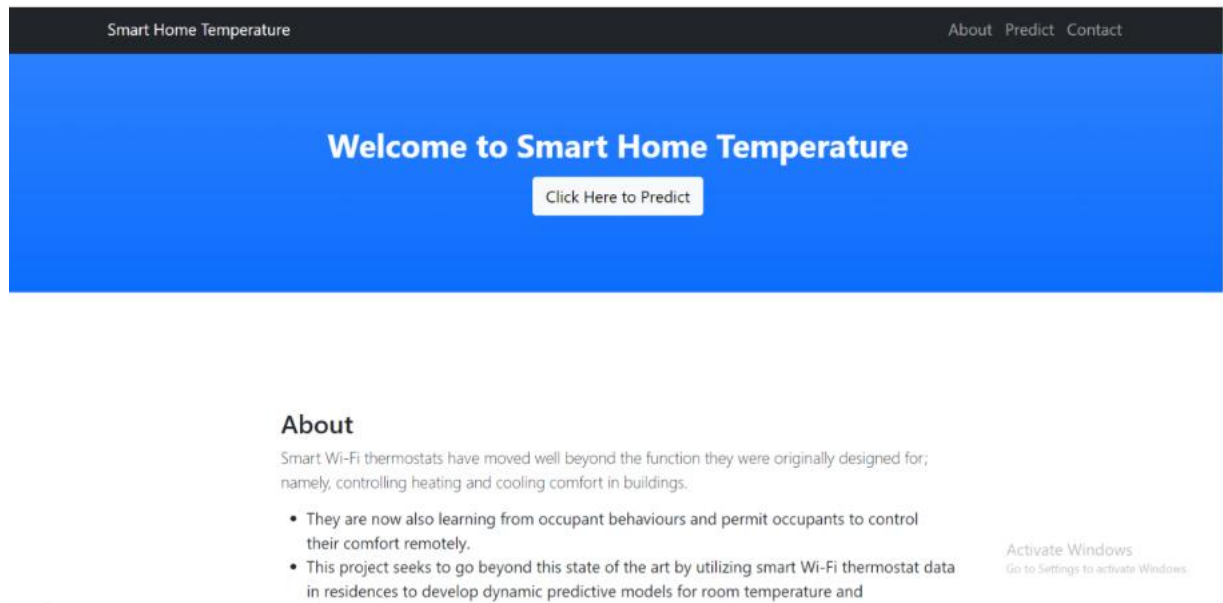 Smart Home Temperature
About Predict Contact
Welcome to Smart Home Temperature
Click Here to Predict
About
Smart Wi-Fi thermostats have moved well beyond the function they were originally designed for;
namely, controlling heating and cooling comfort in buildings.
• They are now also learning from occupant behaviours and permit occupants to control
their comfort remotely.
• This project seeks to go beyond this state of the art by utilizing smart Wi-Fi thermostat data
in residences to develop dynamic predictive models for room temperature and
Activate Windows
Go to Settings to activate Windows.